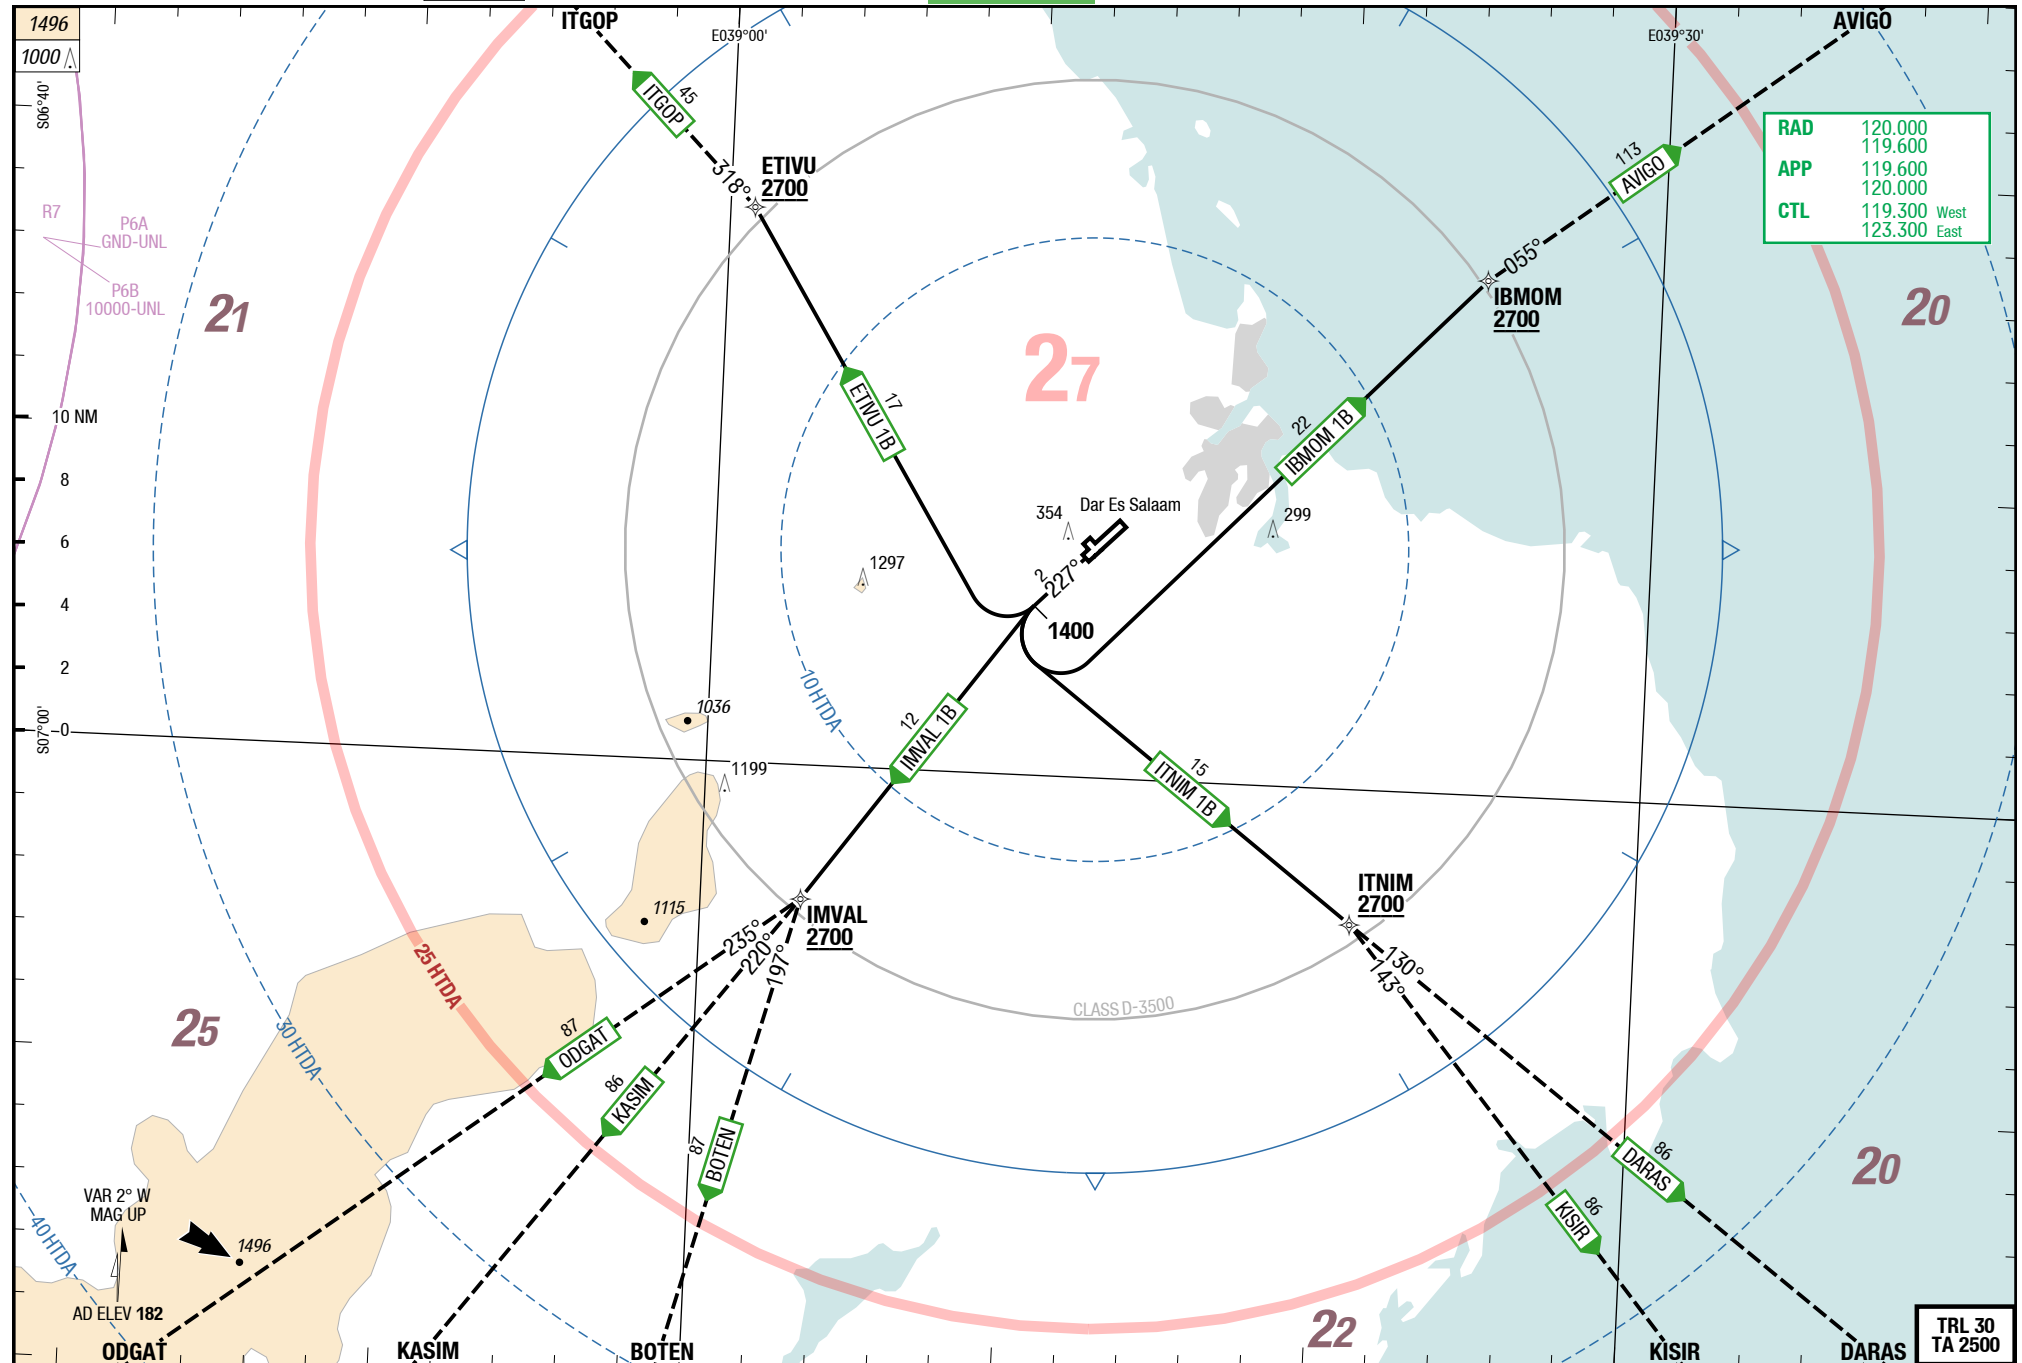 1496
1000
ITGOP
E039°00'
E039°30'
AVIGO
S06°40'
45
ITGOP
318°
ETIVU
2700
113
AVIGO
055°
IBMOM
2700
RAD 120.000
119.600
APP 119.600
120.000
CTL 119.300 West
123.300 East
R7
P6A
GND-UNL
P6B
10000-UNL
21
27
20
17
ETIVU 1B
22
IBMOM 1B
10 NM
8
6
4
2
0
354
Dar Es Salaam
299
1297
2
227°
1400
10 HTDA
1036
S07°00'
1199
12
IMVAL 1B
15
ITNIM 1B
1115
IMVAL
2700
ITNIM
2700
235°
220°
197°
130°
143°
25 HTDA
CLASS D-3500
25
30 HTDA
87
ODGAT
86
KASIM
87
BOTEN
86
DARAS
86
KISIR
20
VAR 2° W
MAG UP
1496
40 HTDA
AD ELEV 182
22
TRL 30
TA 2500
ODGAT
KASIM
BOTEN
KISIR
DARAS